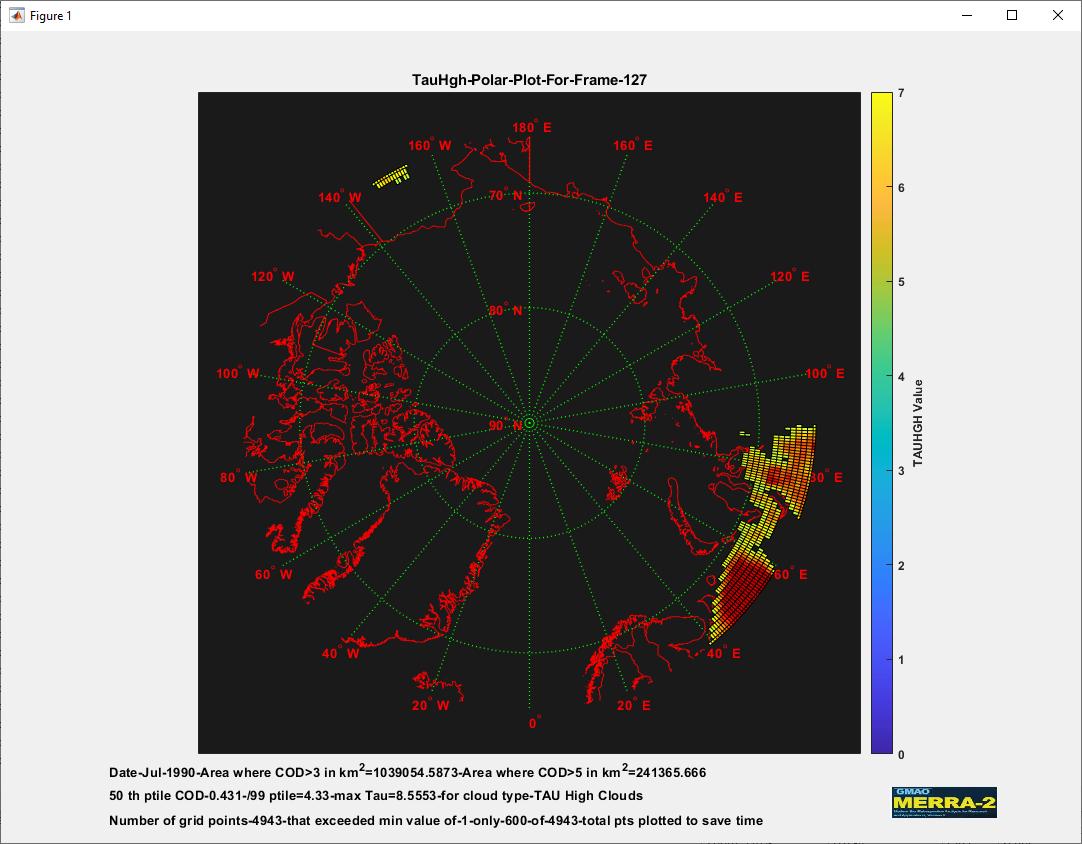 Figure 1
TauHgh-Polar-Plot-For-Frame-127
180° E
160° W
160° E
140° W
70° N
140° E
120° W
120° E
80° N
100° W
100° E
90° N
80° W
80° E
60° W
60° E
40° W
40° E
20° W
20° E
0°
7
6
5
4
3
2
1
0
TAUHGH Value
Date-Jul-1990-Area where COD>3 in km²=1039054.5873-Area where COD>5 in km²=241365.666
50 th ptile COD-0.431-/99 ptile=4.33-max Tau=8.5553-for cloud type-TAU High Clouds
Number of grid points-4943-that exceeded min value of-1-only-600-of-4943-total pts plotted to save time
GMAO
MERRA-2